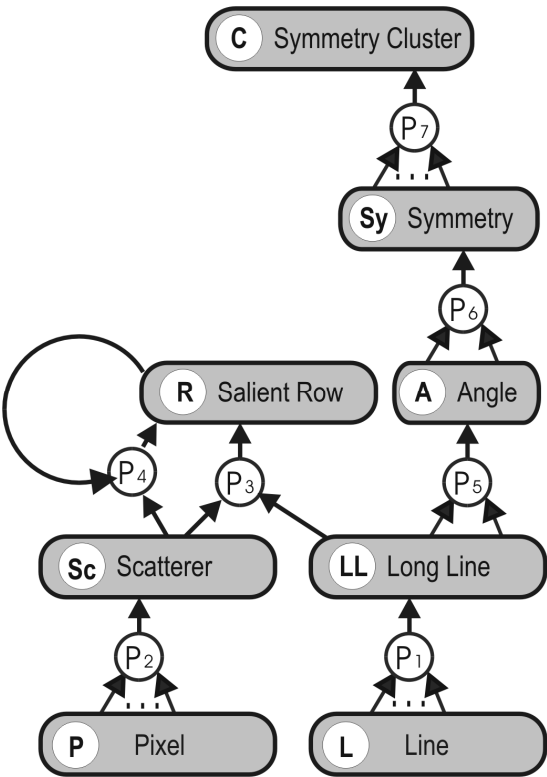 C Symmetry Cluster
P7
Sy Symmetry
P6
R Salient Row
A Angle
P4
P3
P5
Sc Scatterer
LL Long Line
P2
P1
P Pixel
L Line